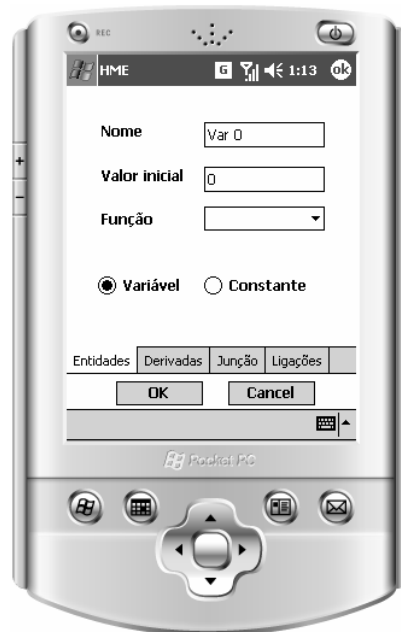 REC
HME G 1:13 ok
Nome Var 0
Valor inicial 0
Função
Variável Constante
Entidades Derivadas Junção Ligações
OK Cancel
Pocket PC